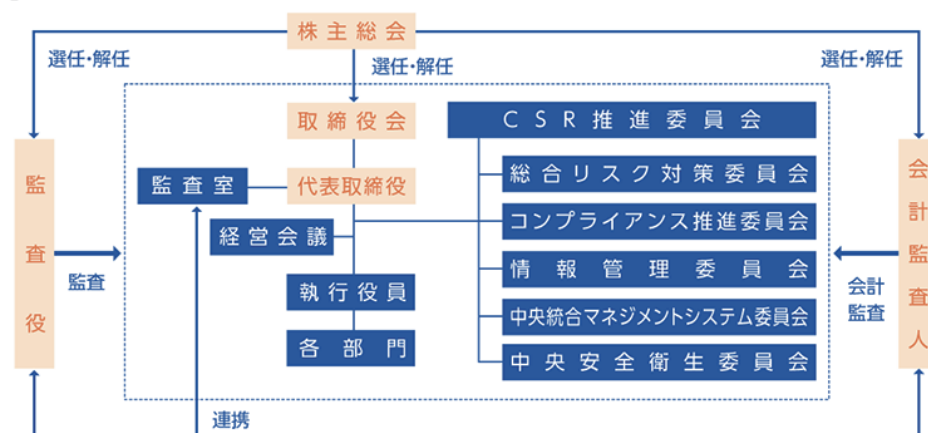 株主総会
選任・解任
選任・解任
選任・解任
取締役会
CSR推進委員会
監査役
会計監査人
監査室
代表取締役
総合リスク対策委員会
経営会議
コンプライアンス推進委員会
監査
執行役員
情報管理委員会
会計
監査
中央統合マネジメントシステム委員会
各部門
中央安全衛生委員会
連携